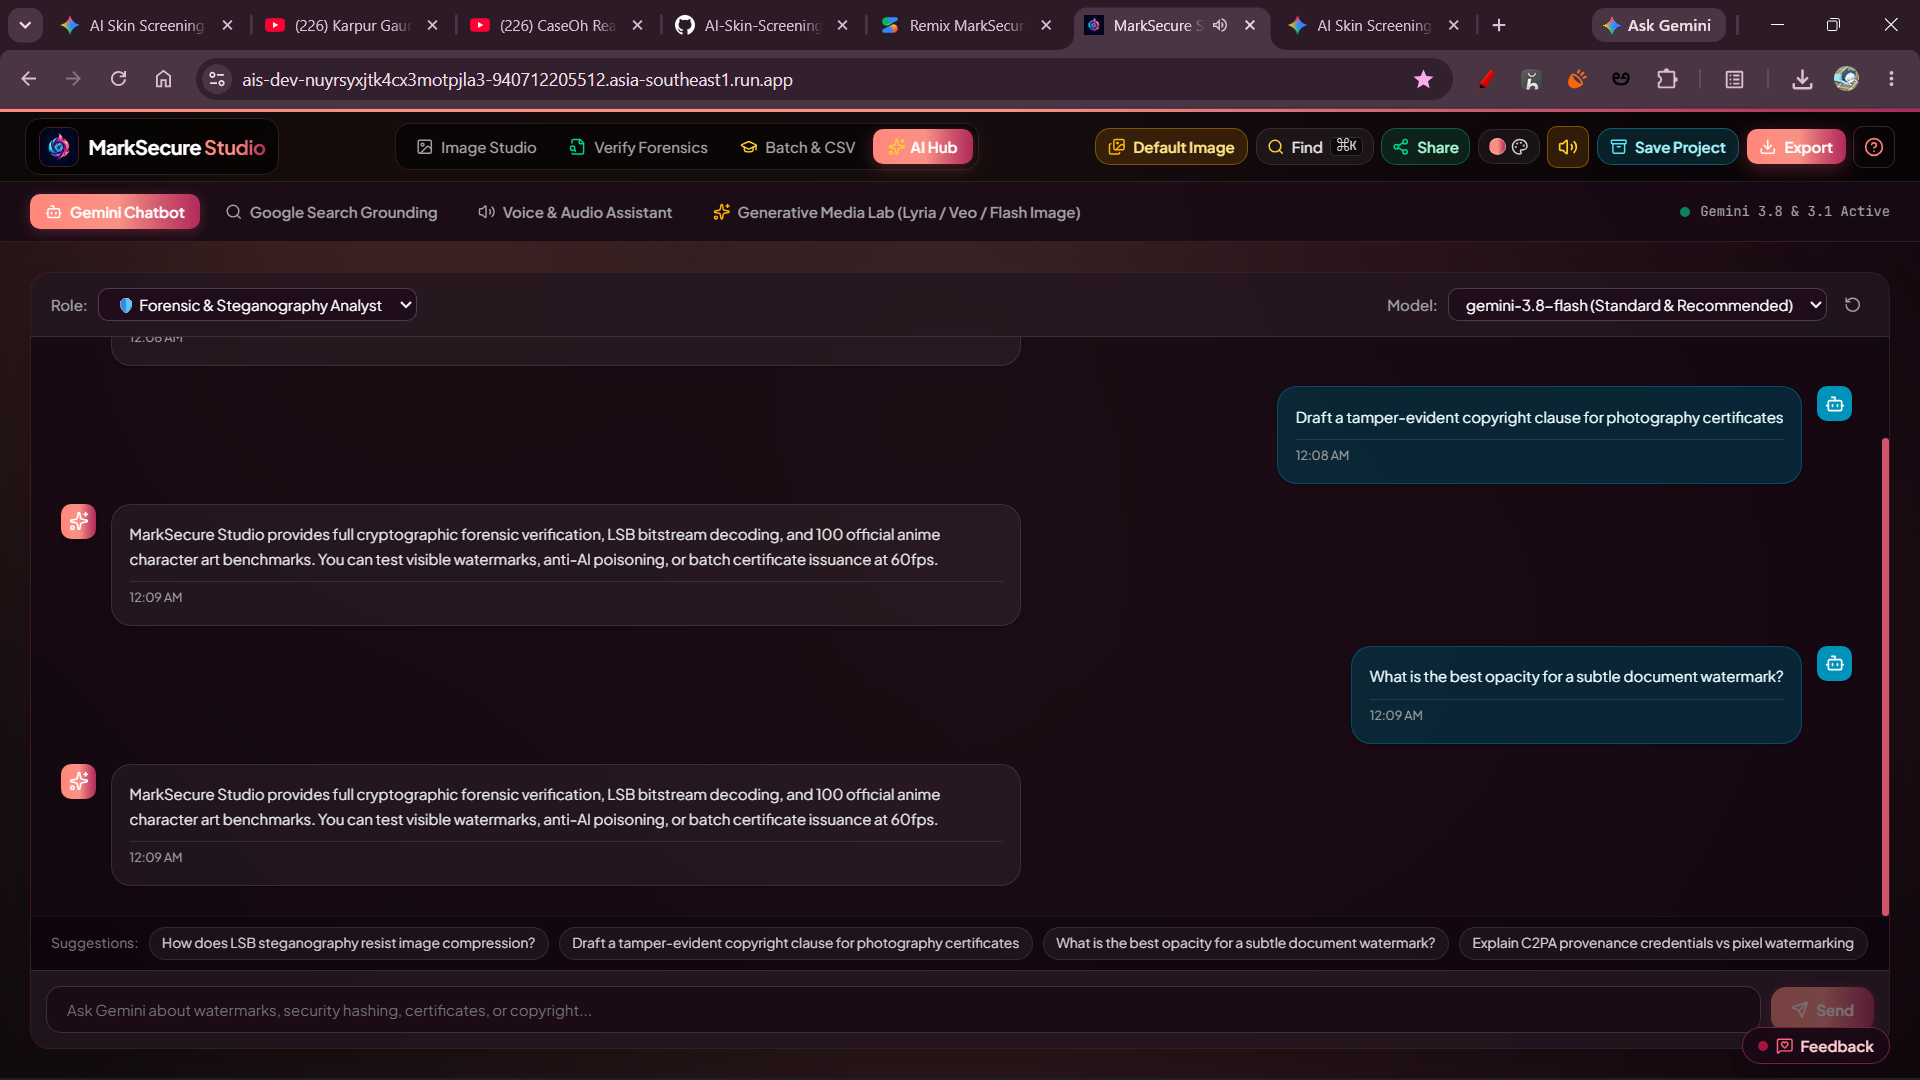 AI Skin Screening
(226) Karpur Gaur
(226) CaseOh Rea
AI-Skin-Screening
Remix MarkSecur
MarkSecure S
AI Skin Screening
Ask Gemini
ais-dev-nuyrsyxjtk4cx3motpjla3-940712205512.asia-southeast1.run.app
MarkSecure Studio
Image Studio
Verify Forensics
Batch & CSV
AI Hub
Default Image
Find ⌘K
Share
Save Project
Export
Gemini Chatbot
Google Search Grounding
Voice & Audio Assistant
Generative Media Lab (Lyria / Veo / Flash Image)
Gemini 3.8 & 3.1 Active
Role:
Forensic & Steganography Analyst
Model:
gemini-3.8-flash (Standard & Recommended)
12:08 AM
Draft a tamper-evident copyright clause for photography certificates
12:08 AM
MarkSecure Studio provides full cryptographic forensic verification, LSB bitstream decoding, and 100 official anime
character art benchmarks. You can test visible watermarks, anti-AI poisoning, or batch certificate issuance at 60fps.
12:09 AM
What is the best opacity for a subtle document watermark?
12:09 AM
MarkSecure Studio provides full cryptographic forensic verification, LSB bitstream decoding, and 100 official anime
character art benchmarks. You can test visible watermarks, anti-AI poisoning, or batch certificate issuance at 60fps.
12:09 AM
Suggestions:
How does LSB steganography resist image compression?
Draft a tamper-evident copyright clause for photography certificates
What is the best opacity for a subtle document watermark?
Explain C2PA provenance credentials vs pixel watermarking
Ask Gemini about watermarks, security hashing, certificates, or copyright...
Send
Feedback